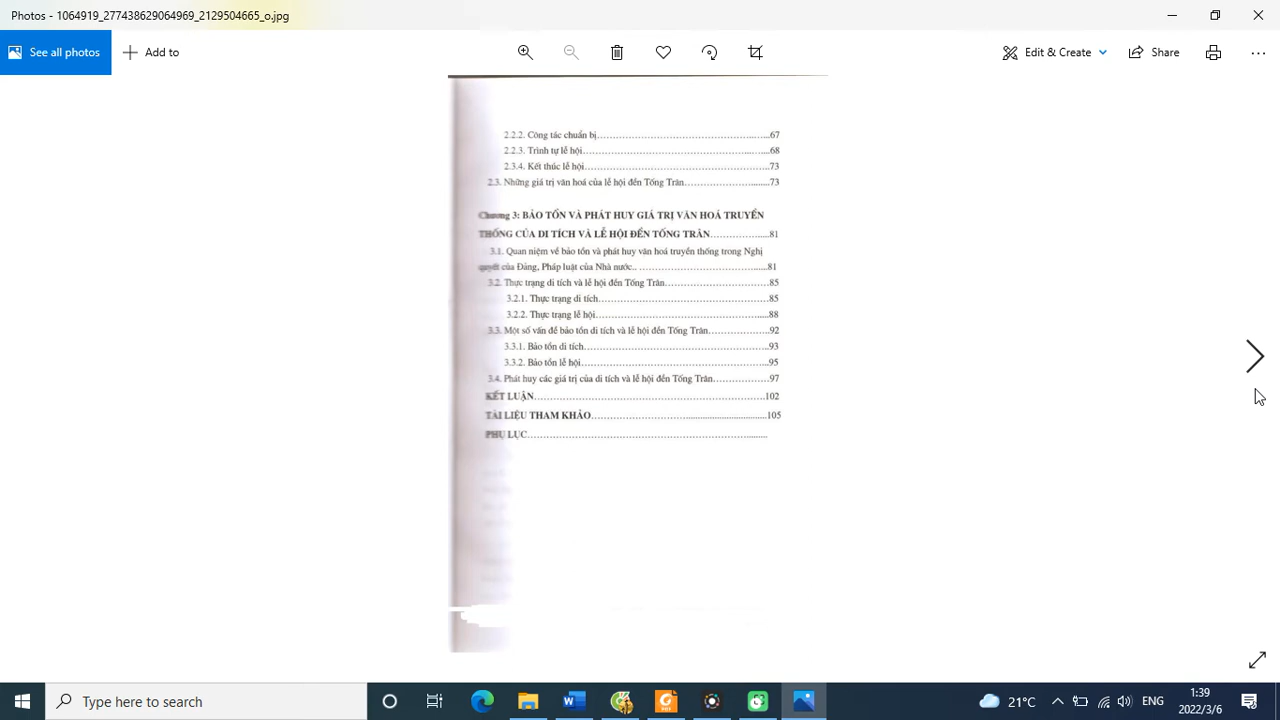 Photos - 1064919_277438629064969_2129504665_o.jpg
See all photos
Add to
Edit & Create
Share
2.2.2. Công tác chuẩn bị.....67
2.2.3. Trình tự lễ hội.....68
2.3.4. Kết thúc lễ hội.....73
2.3. Những giá trị văn hoá của lễ hội đền Tống Trân.....73
Chương 3: BẢO TỒN VÀ PHÁT HUY GIÁ TRỊ VĂN HOÁ TRUYỀN
THỐNG CỦA DI TÍCH VÀ LỄ HỘI ĐỀN TỐNG TRÂN.....81
3.1. Quan niệm về bảo tồn và phát huy văn hoá truyền thống trong Nghị
quyết của Đảng, Pháp luật của Nhà nước.. .....81
3.2. Thực trạng di tích và lễ hội đền Tống Trân.....85
3.2.1. Thực trạng di tích.....85
3.2.2. Thực trạng lễ hội.....88
3.3. Một số vấn đề bảo tồn di tích và lễ hội đền Tống Trân.....92
3.3.1. Bảo tồn di tích.....93
3.3.2. Bảo tồn lễ hội.....95
3.4. Phát huy các giá trị của di tích và lễ hội đền Tống Trân.....97
KẾT LUẬN.....102
TÀI LIỆU THAM KHẢO.....105
PHỤ LỤC.....
Type here to search
21°C
ENG
1:39
2022/3/6